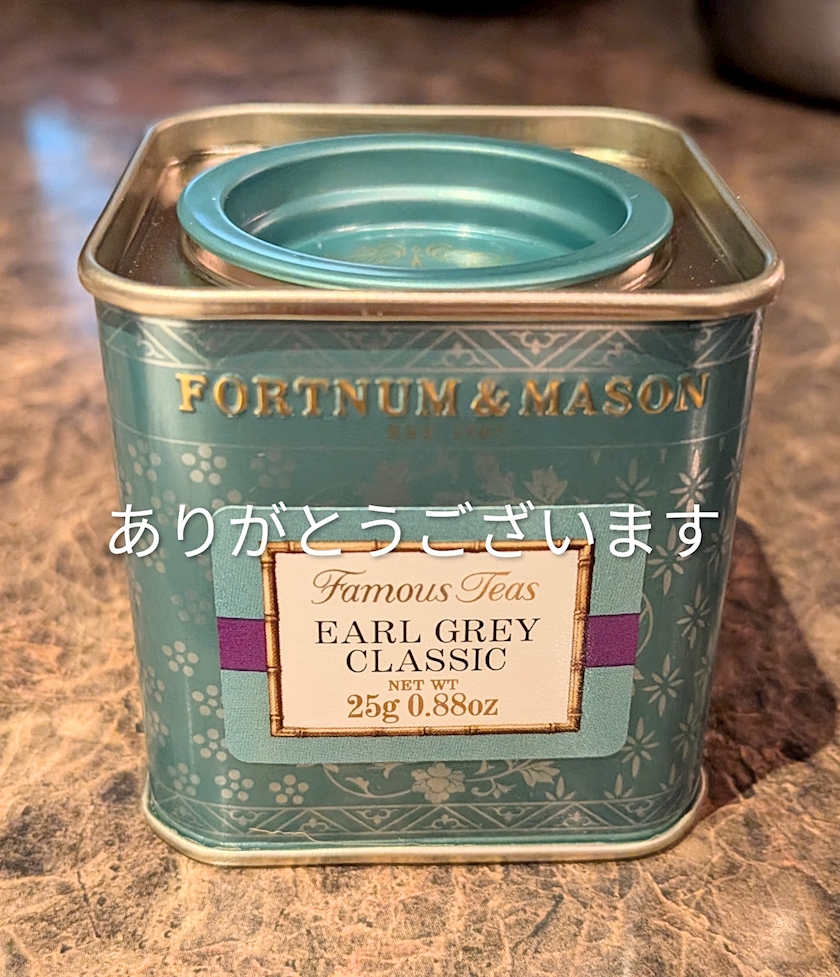 FORTNUM & MASON
ありがとうございます
Famous Teas
EARL GREY
CLASSIC
NET WT
25g 0.88oz